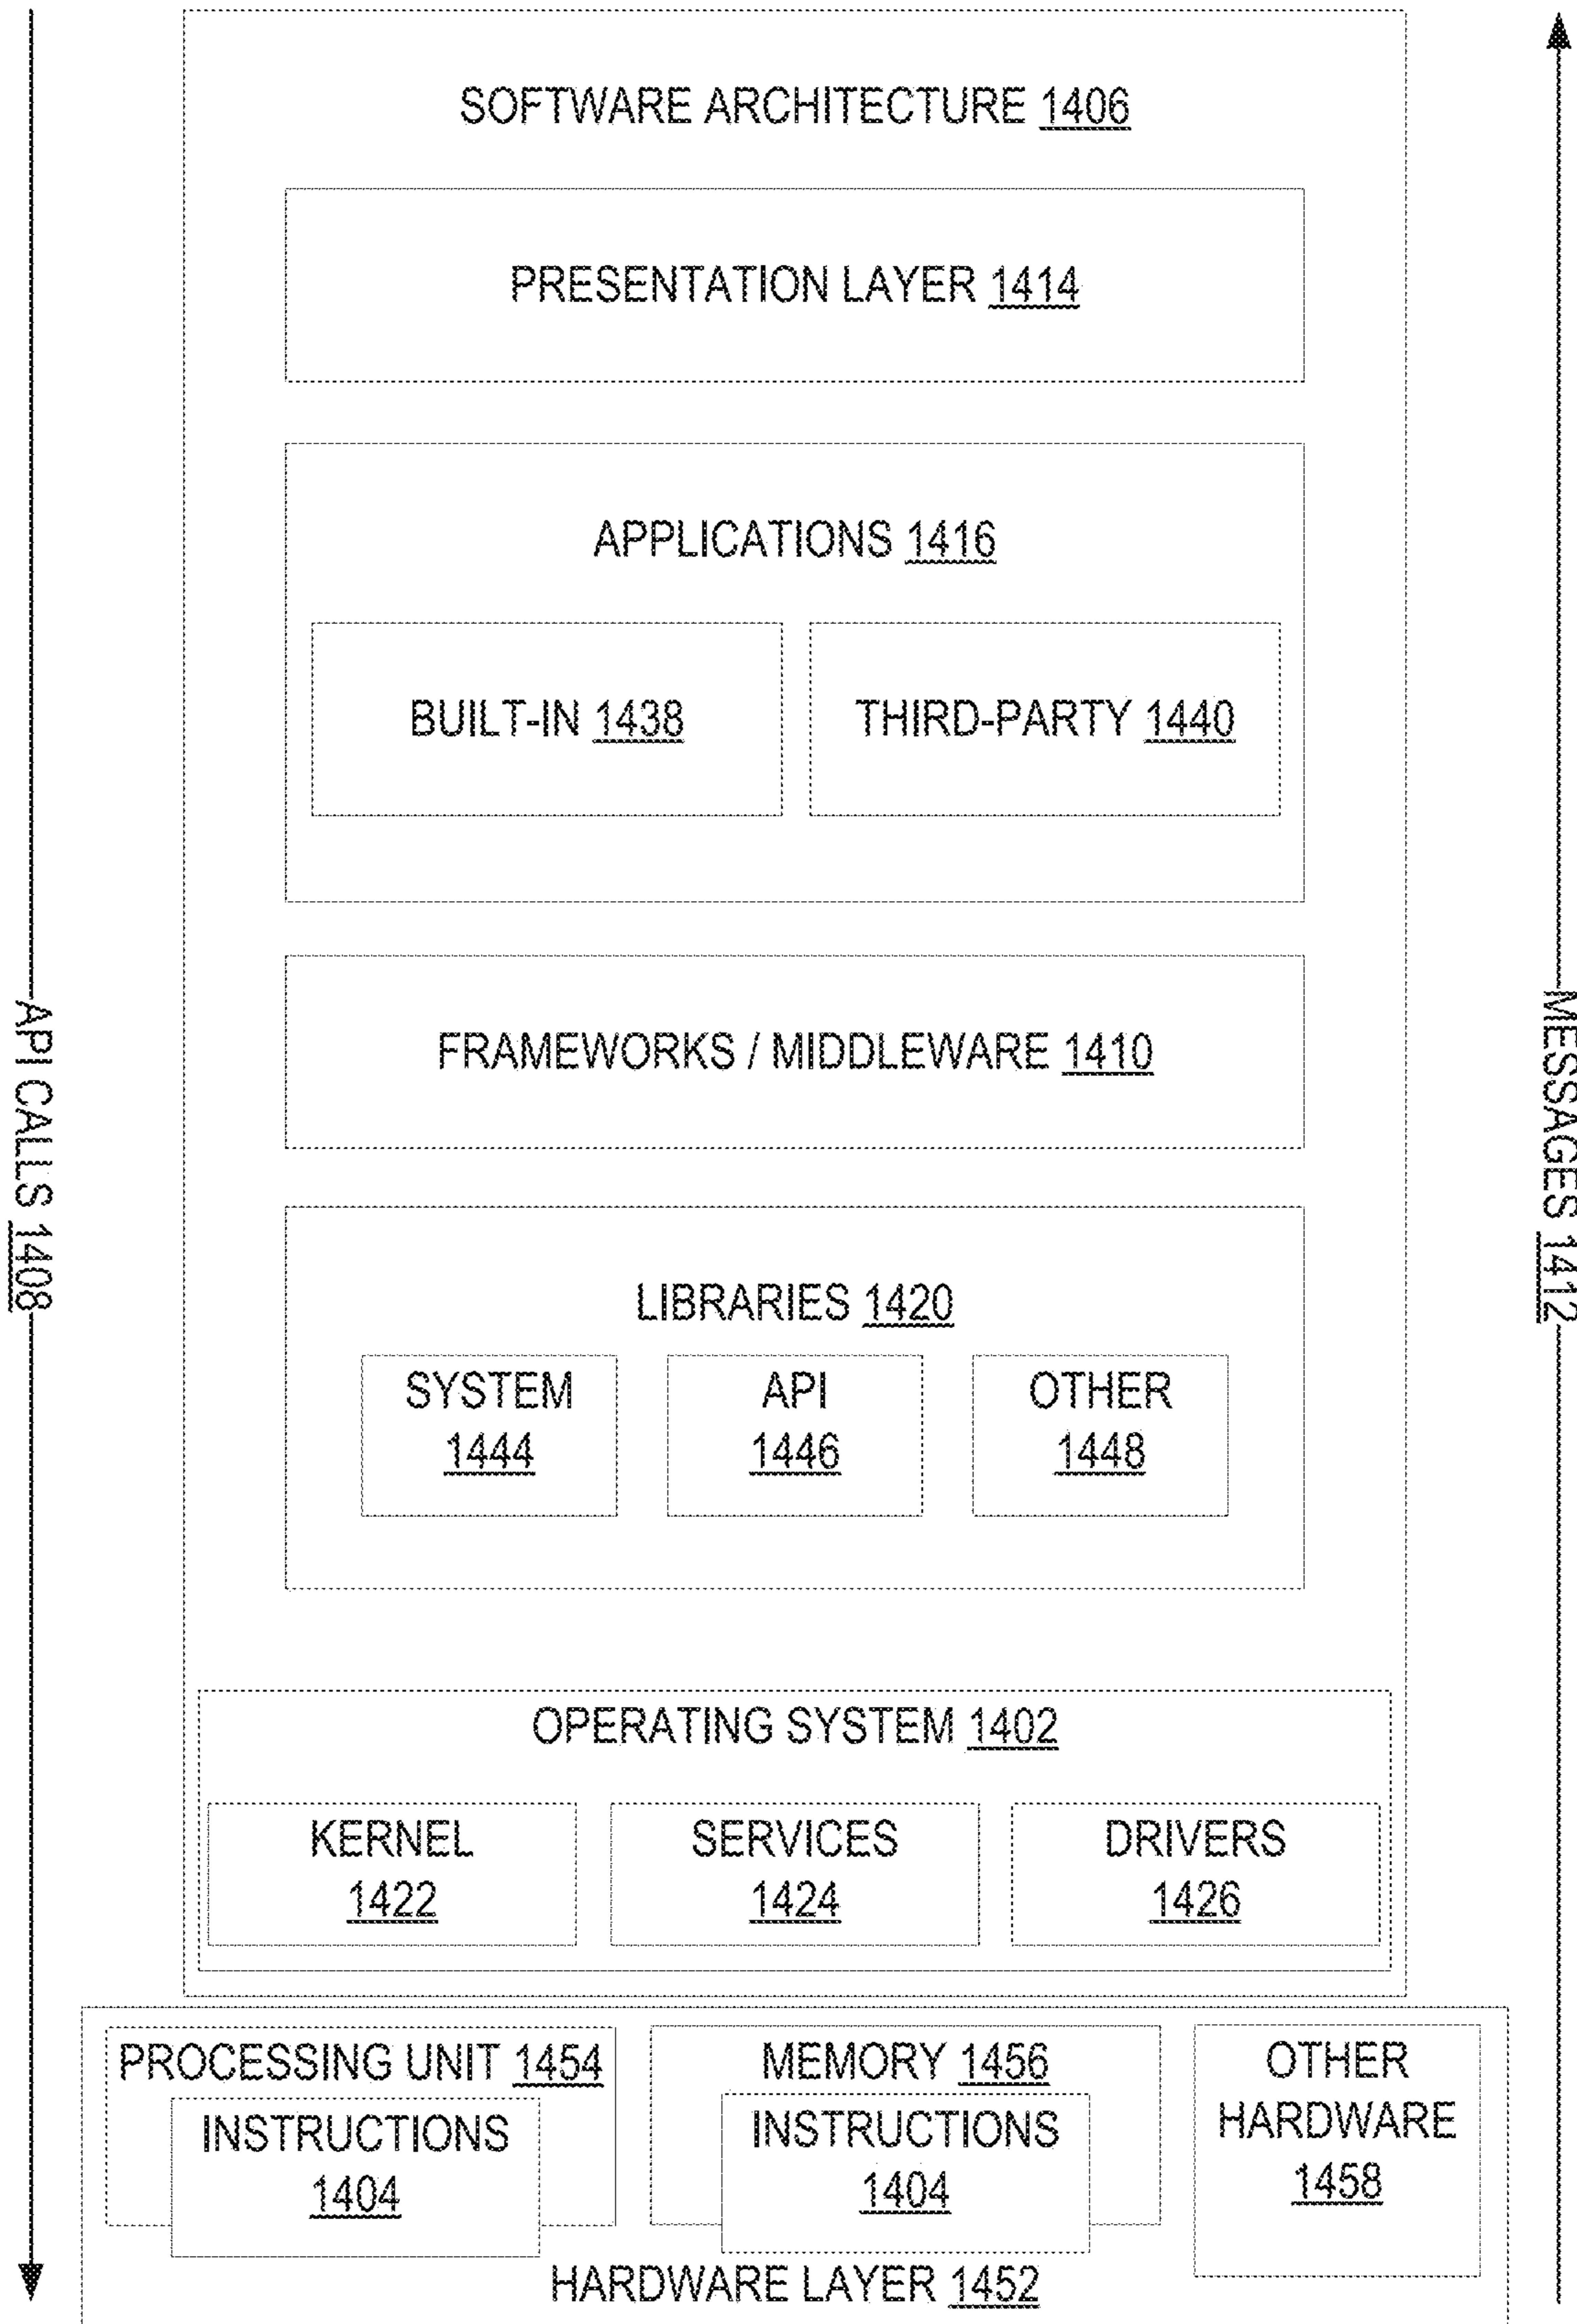 SOFTWARE ARCHITECTURE 1406
PRESENTATION LAYER 1414
APPLICATIONS 1416
BUILT-IN 1438
THIRD-PARTY 1440
FRAMEWORKS / MIDDLEWARE 1410
API CALLS 1408
MESSAGES 1412
LIBRARIES 1420
SYSTEM
1444
API
1446
OTHER
1448
OPERATING SYSTEM 1402
KERNEL
1422
SERVICES
1424
DRIVERS
1426
PROCESSING UNIT 1454
INSTRUCTIONS
1404
MEMORY 1456
INSTRUCTIONS
1404
OTHER
HARDWARE
1458
HARDWARE LAYER 1452